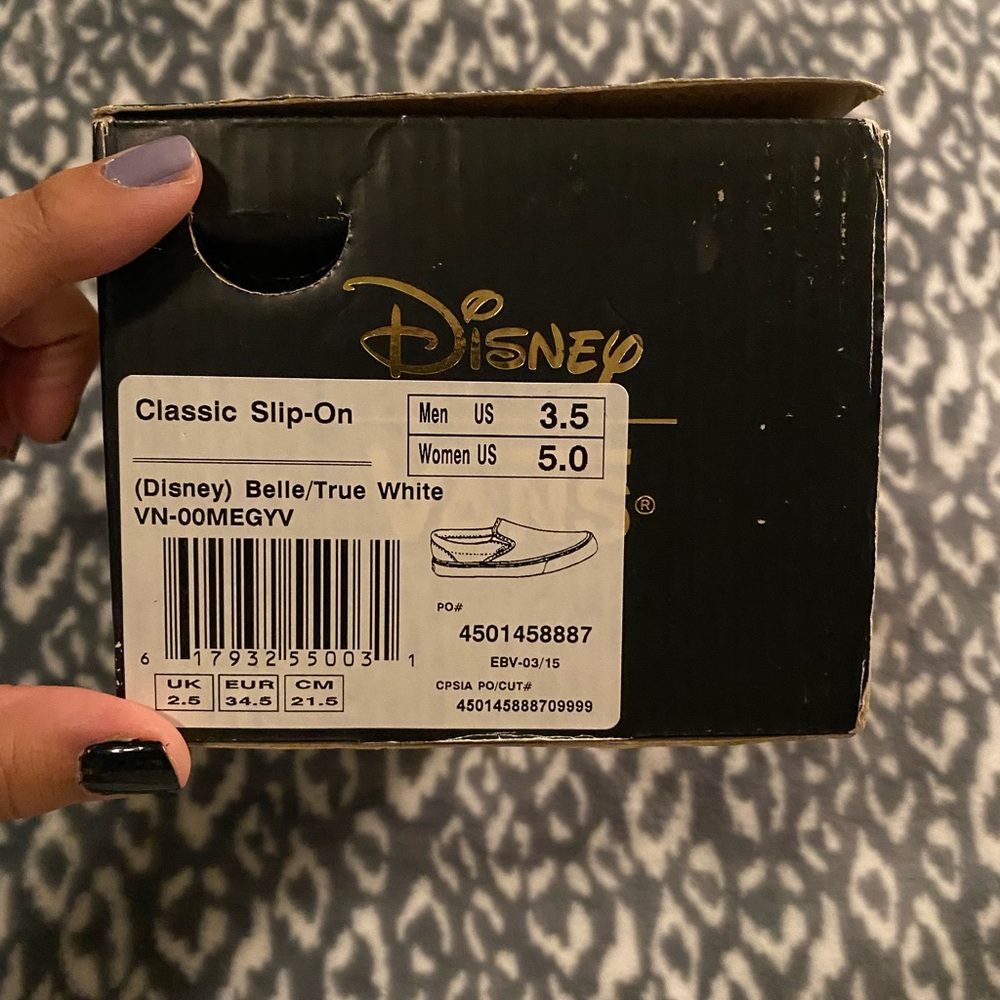 Disney
Classic Slip-On
Men US 3.5
Women US 5.0
(Disney) Belle/True White
VN-00MEGYV
VANS®
6 17932 55003 1
PO#
4501458887
EBV-03/15
CPSIA PO/CUT#
450145888709999
UK EUR CM
2.5 34.5 21.5